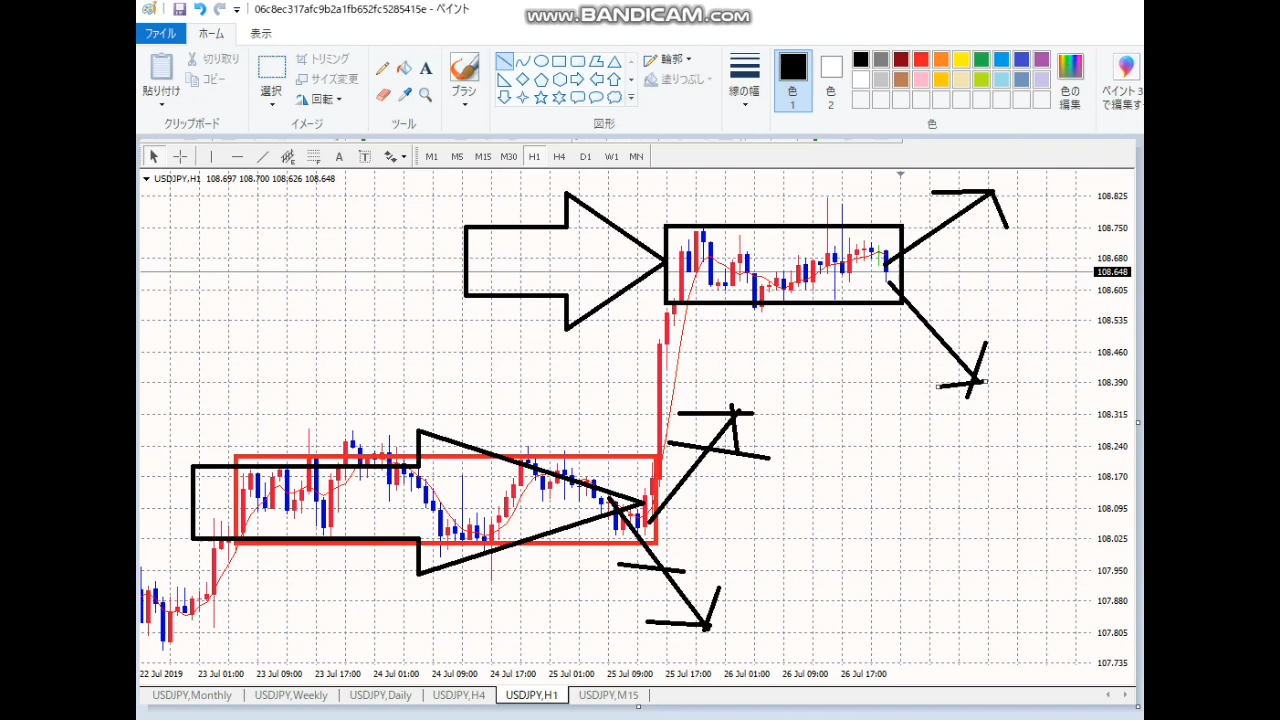 www.BANDICAM.com
06c8ec317afc9b2a1fb652fc5285415e - ペイント
ファイル ホーム 表示
貼り付け 切り取り コピー
クリップボード
選択 トリミング サイズ変更 回転
イメージ
A
ツール
ブラシ
輪郭 塗りつぶし
図形
線の幅
色 1
色 2
色の 編集
色
ペイント 3
で編集す
A T M1 M5 M15 M30 H1 H4 D1 W1 MN
USDJPY,H1 108.697 108.700 108.626 108.648
108.825
108.750
108.680
108.648
108.605
108.535
108.460
108.390
108.315
108.240
108.170
108.095
108.025
107.950
107.880
107.805
107.735
22 Jul 2019 23 Jul 01:00 23 Jul 09:00 23 Jul 17:00 24 Jul 01:00 24 Jul 09:00 24 Jul 17:00 25 Jul 01:00 25 Jul 09:00 25 Jul 17:00 26 Jul 01:00 26 Jul 09:00 26 Jul 17:00
USDJPY,Monthly USDJPY,Weekly USDJPY,Daily USDJPY,H4 USDJPY,H1 USDJPY,M15